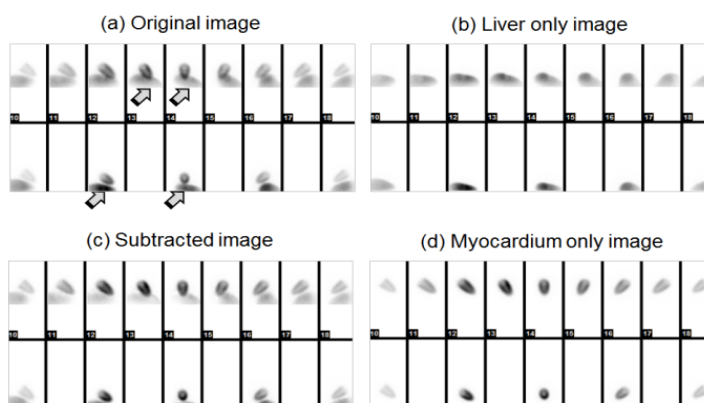 (a) Original image
(b) Liver only image
10 11 12 13 14 15 16 17 18
10 11 12 13 14 15 16 17 18
(c) Subtracted image
(d) Myocardium only image
10 11 12 13 14 15 16 17 18
10 11 12 13 14 15 16 17 18